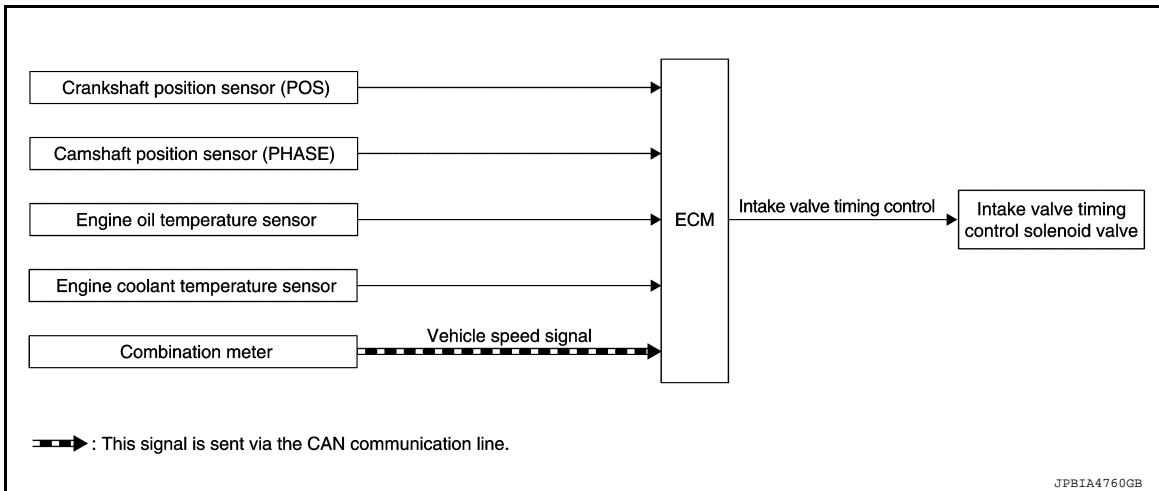 Crankshaft position sensor (POS)
Camshaft position sensor (PHASE)
Engine oil temperature sensor
Engine coolant temperature sensor
Combination meter
Vehicle speed signal
ECM
Intake valve timing control
Intake valve timing
control solenoid valve
: This signal is sent via the CAN communication line.
JPBIA4760GB